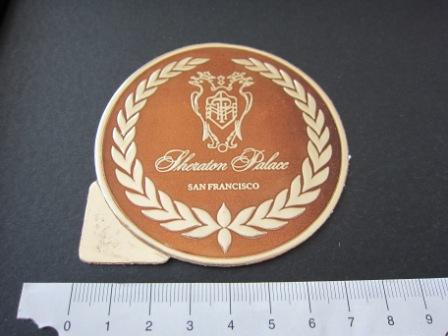 Sheraton Palace
SAN FRANCISCO
0 1 2 3 4 5 6 7 8 9